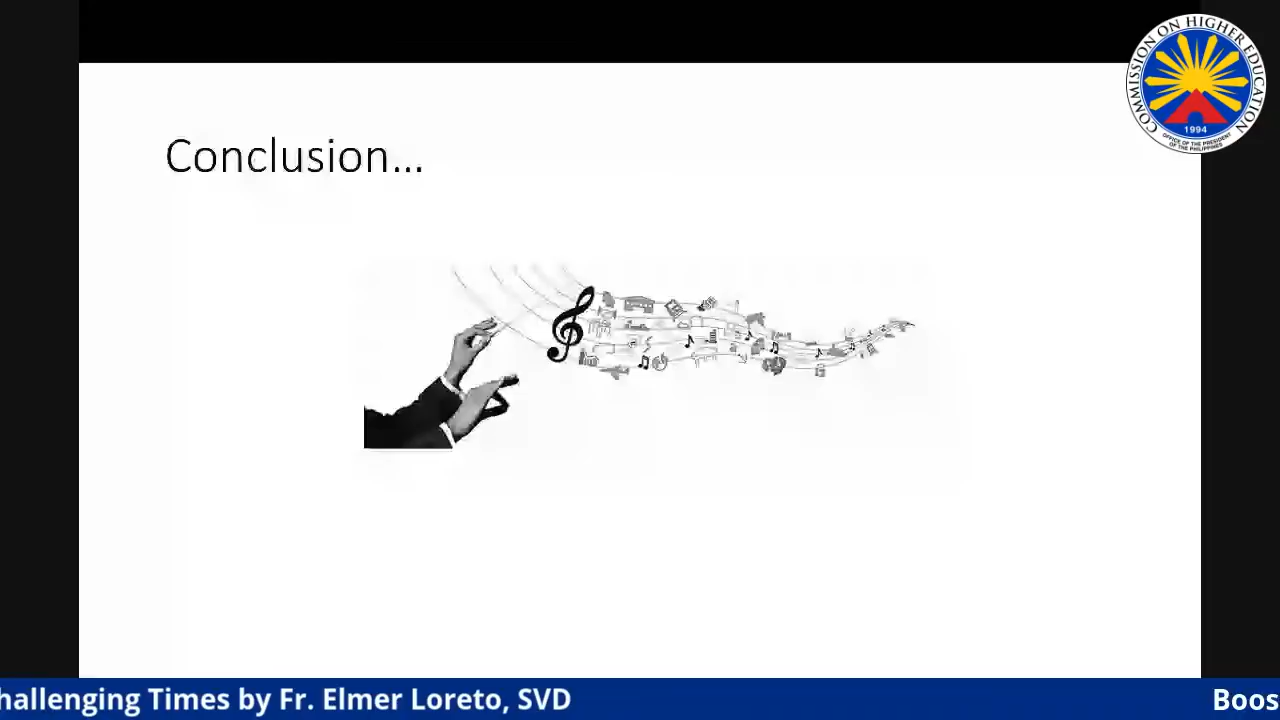 Conclusion...
COMMISSION ON HIGHER EDUCATION
1994
OFFICE OF THE PRESIDENT
OF THE PHILIPPINES
hallenging Times by Fr. Elmer Loreto, SVD
Boos